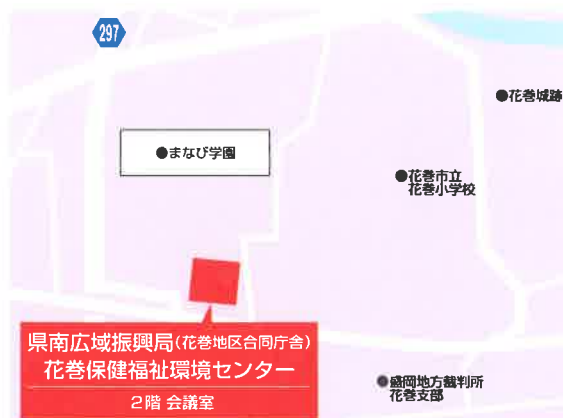 297
●花巻城跡
●まなび学園
●花巻市立
花巻小学校
県南広域振興局(花巻地区合同庁舎)
花巻保健福祉環境センター
2階 会議室
●盛岡地方裁判所
花巻支部